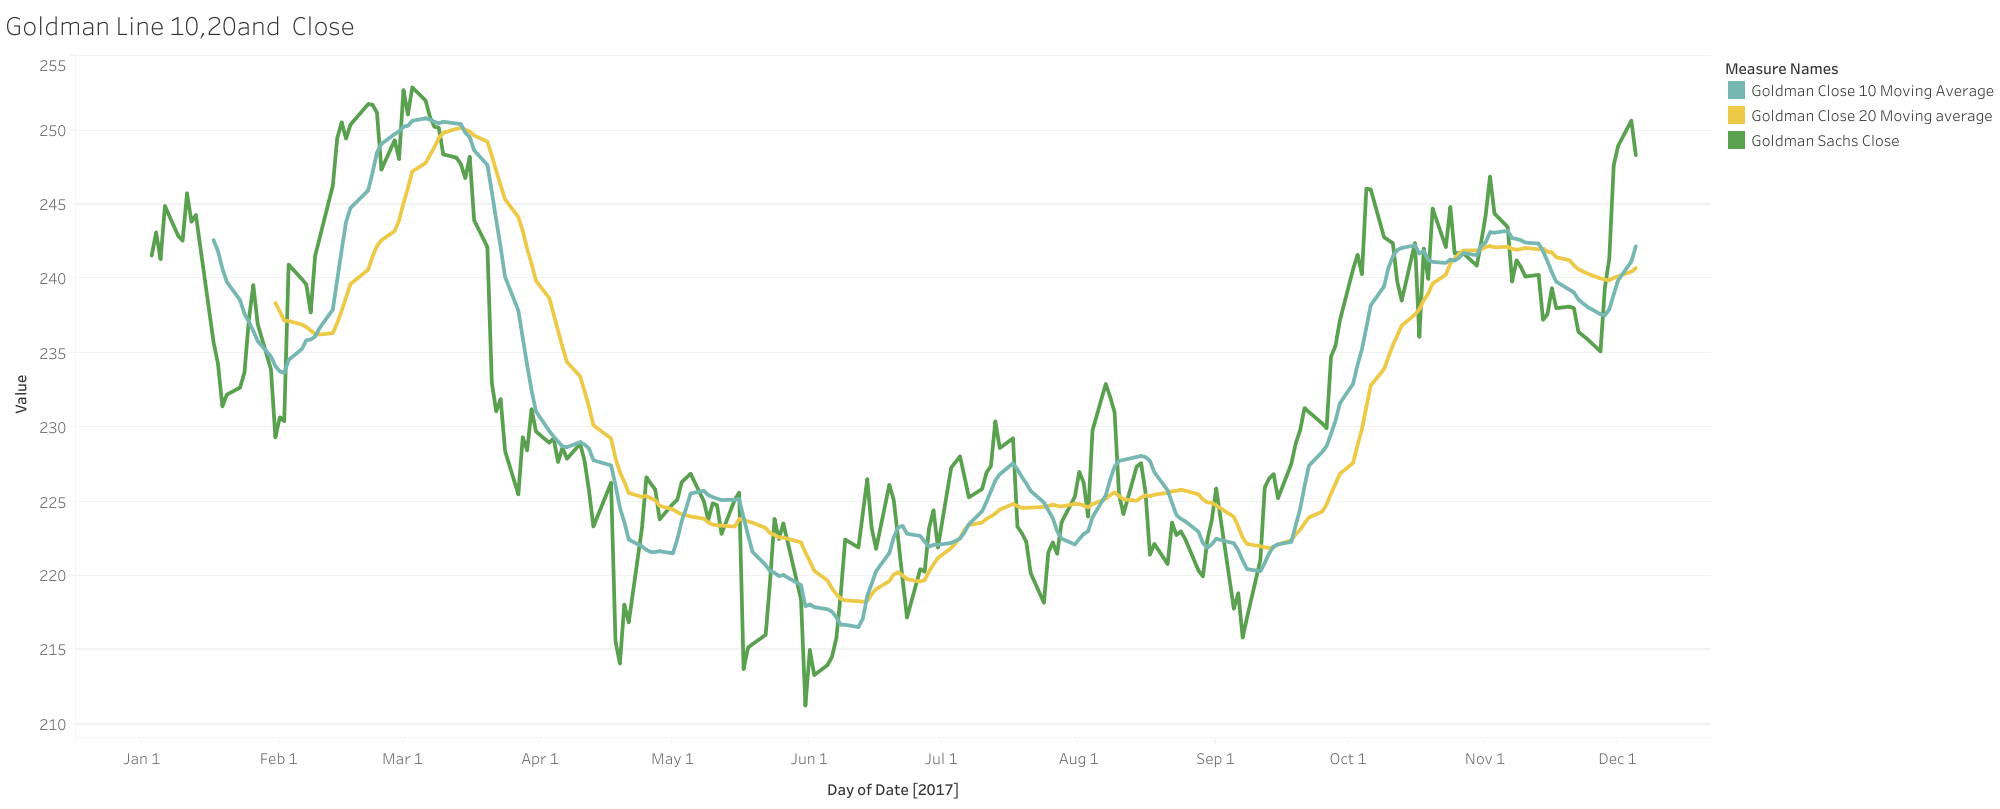 Goldman Line 10,20and  Close
Measure Names
Goldman Close 10 Moving Average
Goldman Close 20 Moving average
Goldman Sachs Close
Value
255
250
245
240
235
230
225
220
215
210
Jan 1 Feb 1 Mar 1 Apr 1 May 1 Jun 1 Jul 1 Aug 1 Sep 1 Oct 1 Nov 1 Dec 1
Day of Date [2017]